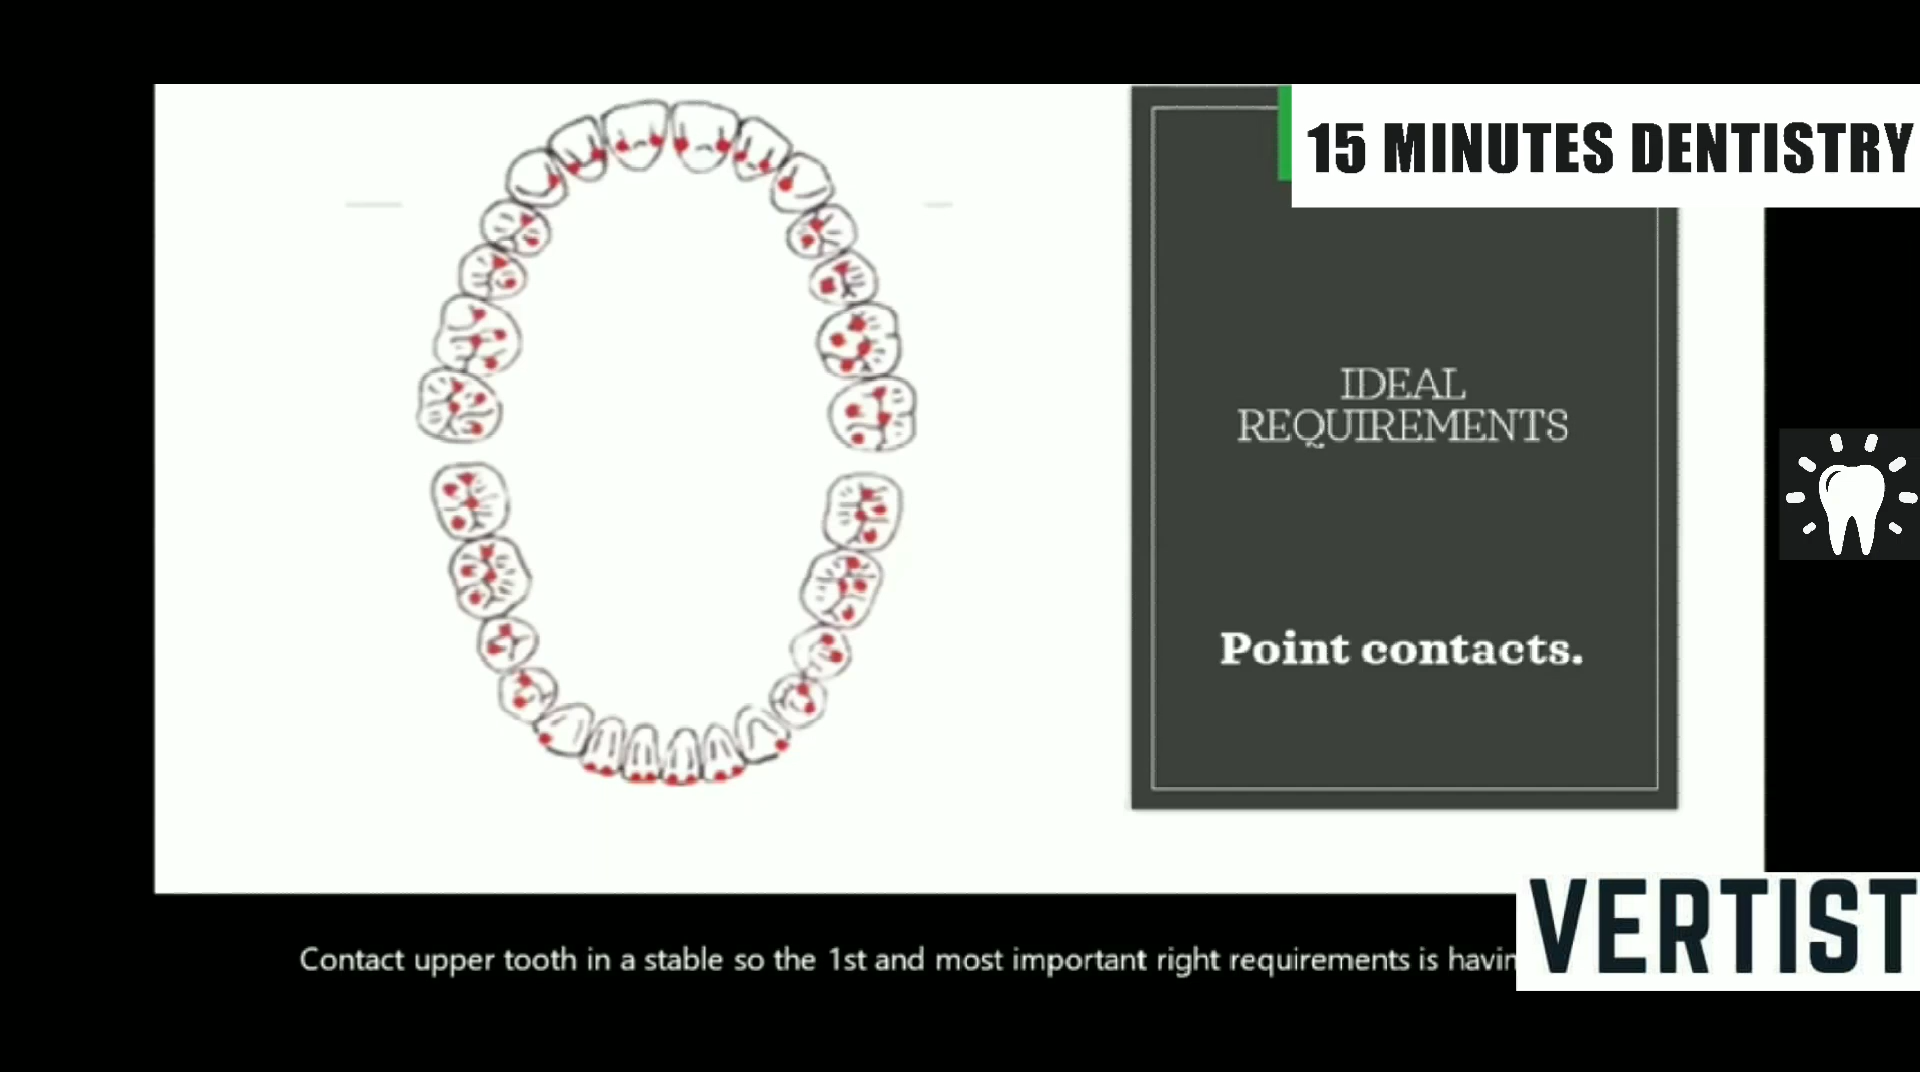 15 MINUTES DENTISTRY
IDEAL
REQUIREMENTS
Point contacts.
Contact upper tooth in a stable so the 1st and most important right requirements is
VERTIST